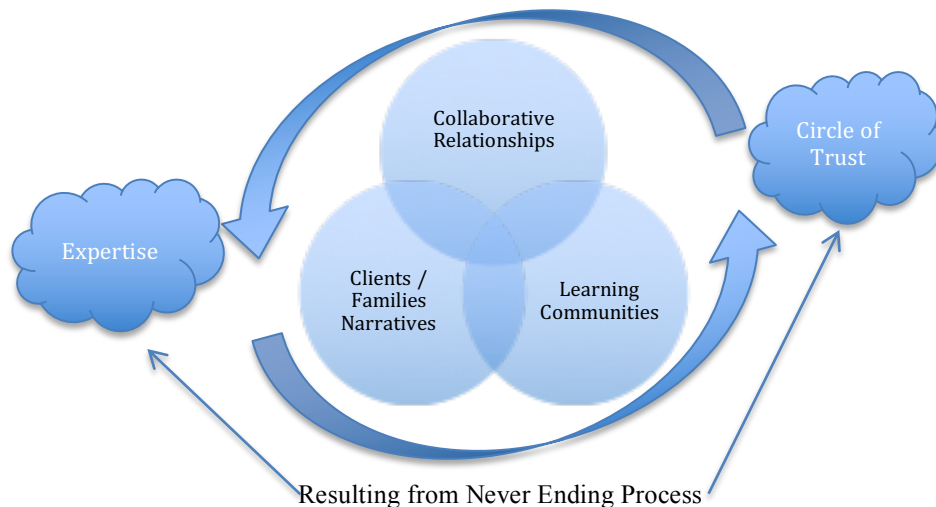 Collaborative
Relationships
Circle of
Trust
Expertise
Clients /
Families
Narratives
Learning
Communities
Resulting from Never Ending Process